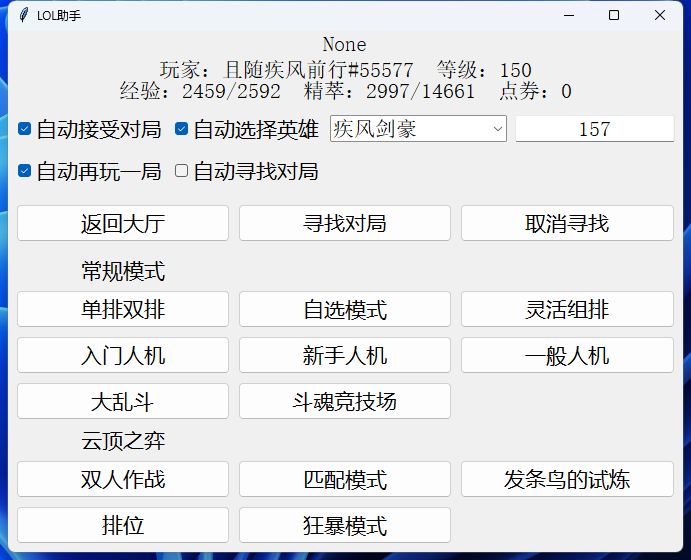 LOL助手
None
玩家：且随疾风前行#55577 等级：150
经验：2459/2592 精萃：2997/14661 点券：0
自动接受对局 自动选择英雄 疾风剑豪 157
自动再玩一局 自动寻找对局
返回大厅 寻找对局 取消寻找
常规模式
单排双排 自选模式 灵活组排
入门人机 新手人机 一般人机
大乱斗 斗魂竞技场
云顶之弈
双人作战 匹配模式 发条鸟的试炼
排位 狂暴模式